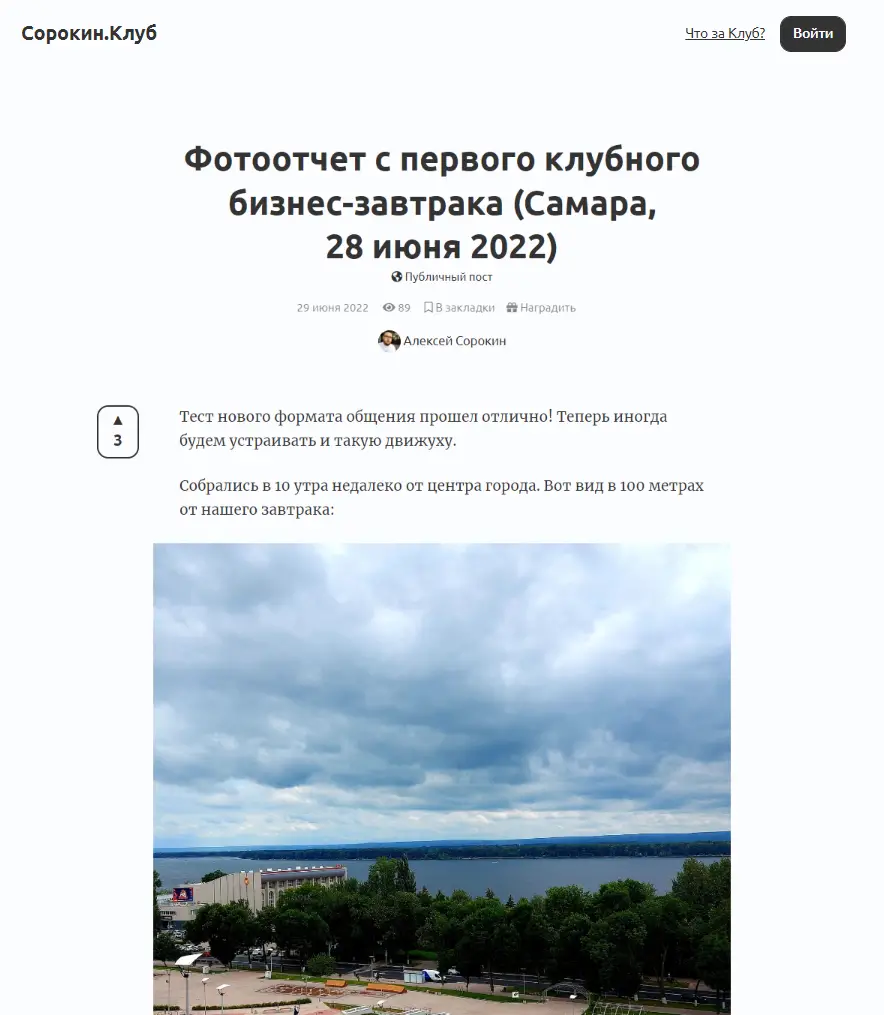 Сорокин.Клуб
Что за Клуб?
Войти
Фотоотчет с первого клубного
бизнес-завтрака (Самара,
28 июня 2022)
Публичный пост
29 июня 2022 89 В закладки Наградить
Алексей Сорокин
▲
3
Тест нового формата общения прошел отлично! Теперь иногда
будем устраивать и такую движуху.
Собрались в 10 утра недалеко от центра города. Вот вид в 100 метрах
от нашего завтрака: